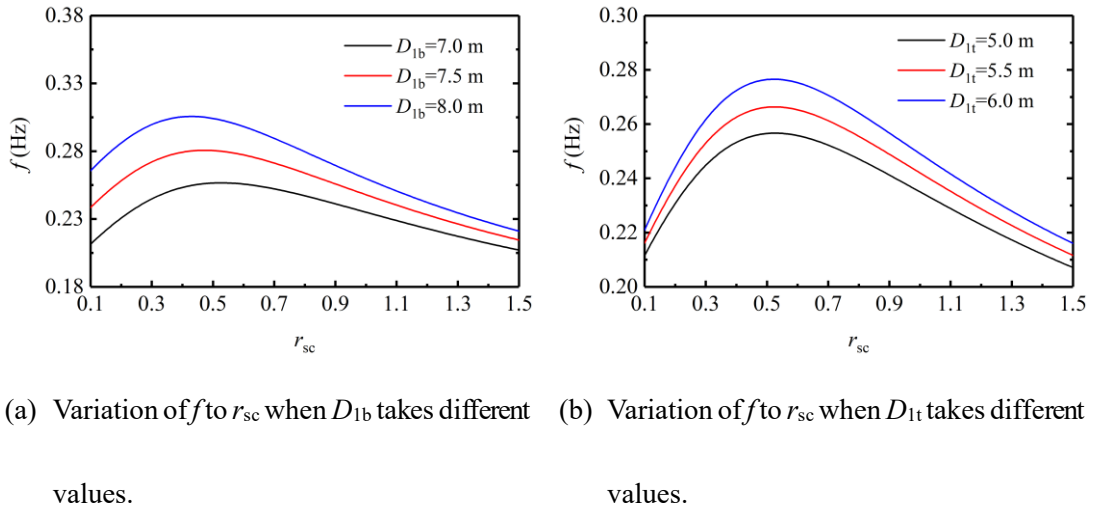 0.38
0.33
0.28
0.23
0.18
f (Hz)
D1b=7.0 m
D1b=7.5 m
D1b=8.0 m
0.1 0.3 0.5 0.7 0.9 1.1 1.3 1.5
rsc
0.30
0.28
0.26
0.24
0.22
0.20
f (Hz)
D1t=5.0 m
D1t=5.5 m
D1t=6.0 m
0.1 0.3 0.5 0.7 0.9 1.1 1.3 1.5
rsc
(a) Variation of f to rsc when D1b takes different
values.
(b) Variation of f to rsc when D1t takes different
values.